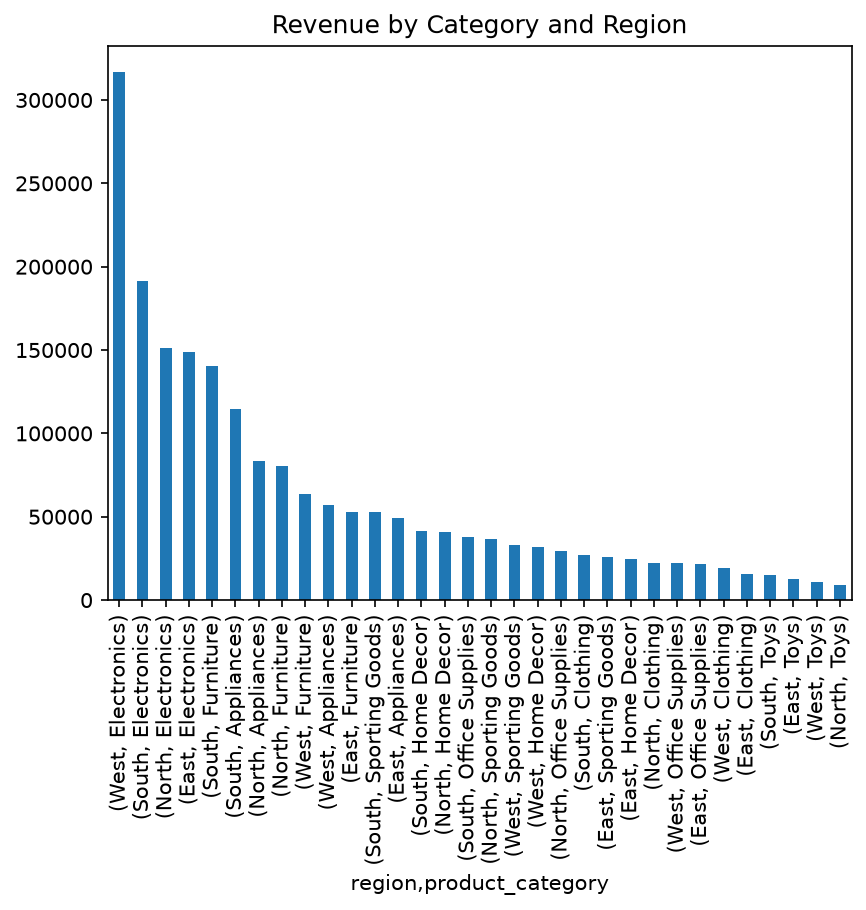 Revenue by Category and Region
300000
250000
200000
150000
100000
50000
0
(West, Electronics)
(South, Electronics)
(North, Electronics)
(East, Electronics)
(South, Furniture)
(South, Appliances)
(North, Appliances)
(North, Furniture)
(West, Furniture)
(West, Appliances)
(East, Furniture)
(South, Sporting Goods)
(East, Appliances)
(South, Home Decor)
(North, Home Decor)
(South, Office Supplies)
(North, Sporting Goods)
(West, Sporting Goods)
(West, Home Decor)
(North, Office Supplies)
(South, Clothing)
(East, Sporting Goods)
(East, Home Decor)
(North, Clothing)
(West, Office Supplies)
(East, Office Supplies)
(West, Clothing)
(East, Clothing)
(South, Toys)
(East, Toys)
(West, Toys)
(North, Toys)
region,product_category